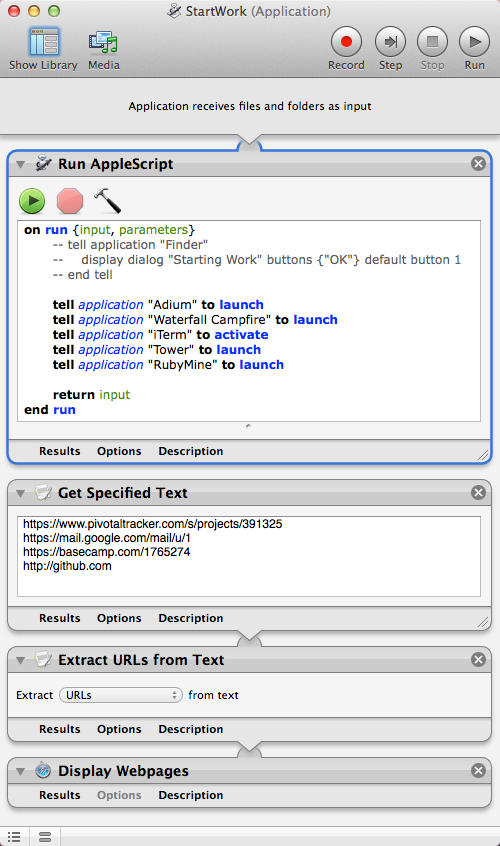 StartWork (Application)
Show Library
Media
Record
Step
Stop
Run
Application receives files and folders as input
Run AppleScript
on run {input, parameters}
-- tell application "Finder"
--     display dialog "Starting Work" buttons {"OK"} default button 1
-- end tell
tell application "Adium" to launch
tell application "Waterfall Campfire" to launch
tell application "iTerm" to activate
tell application "Tower" to launch
tell application "RubyMine" to launch
return input
end run
Results Options Description
Get Specified Text
https://www.pivotaltracker.com/s/projects/391325
https://mail.google.com/mail/u/1
https://basecamp.com/1765274
http://github.com
Results Options Description
Extract URLs from Text
Extract URLs from text
Results Options Description
Display Webpages
Results Options Description